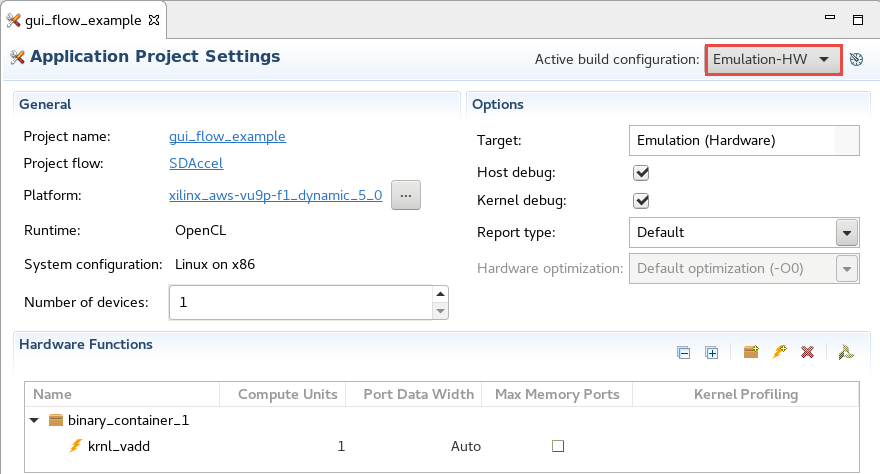 gui_flow_example
Application Project Settings
Active build configuration: Emulation-HW
General
Project name: gui_flow_example
Project flow: SDAccel
Platform: xilinx_aws-vu9p-f1_dynamic_5_0 ...
Runtime: OpenCL
System configuration: Linux on x86
Number of devices: 1
Options
Target: Emulation (Hardware)
Host debug:
Kernel debug:
Report type: Default
Hardware optimization: Default optimization (-O0)
Hardware Functions
Name Compute Units Port Data Width Max Memory Ports Kernel Profiling
binary_container_1
krnl_vadd 1 Auto